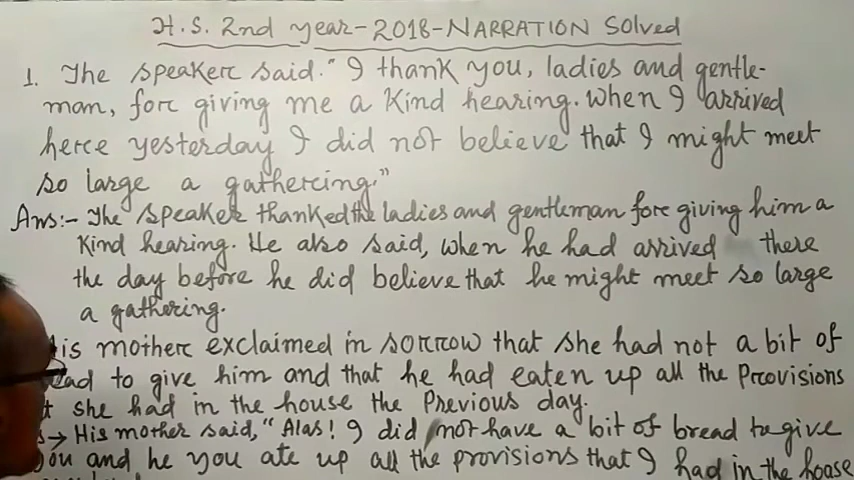 H.S. 2nd year-2018-NARRATION Solved
1. The speaker said. "I thank you, ladies and gentle-
man, for giving me a Kind hearing. When I arrived
here yesterday I did not believe that I might meet
so large a gathering."
Ans:- The speaker thanked the ladies and gentleman for giving him a
Kind hearing. He also said, when he had arrived there
the day before he did believe that he might meet so large
a gathering.
is mother exclaimed in sorrow that she had not a bit of
ead to give him and that he had eaten up all the Provisions
t she had in the house the Previous day.
s→ His mother said, "Alas! I did not have a bit of bread to give
you and he you ate up all the provisions that I had in the house